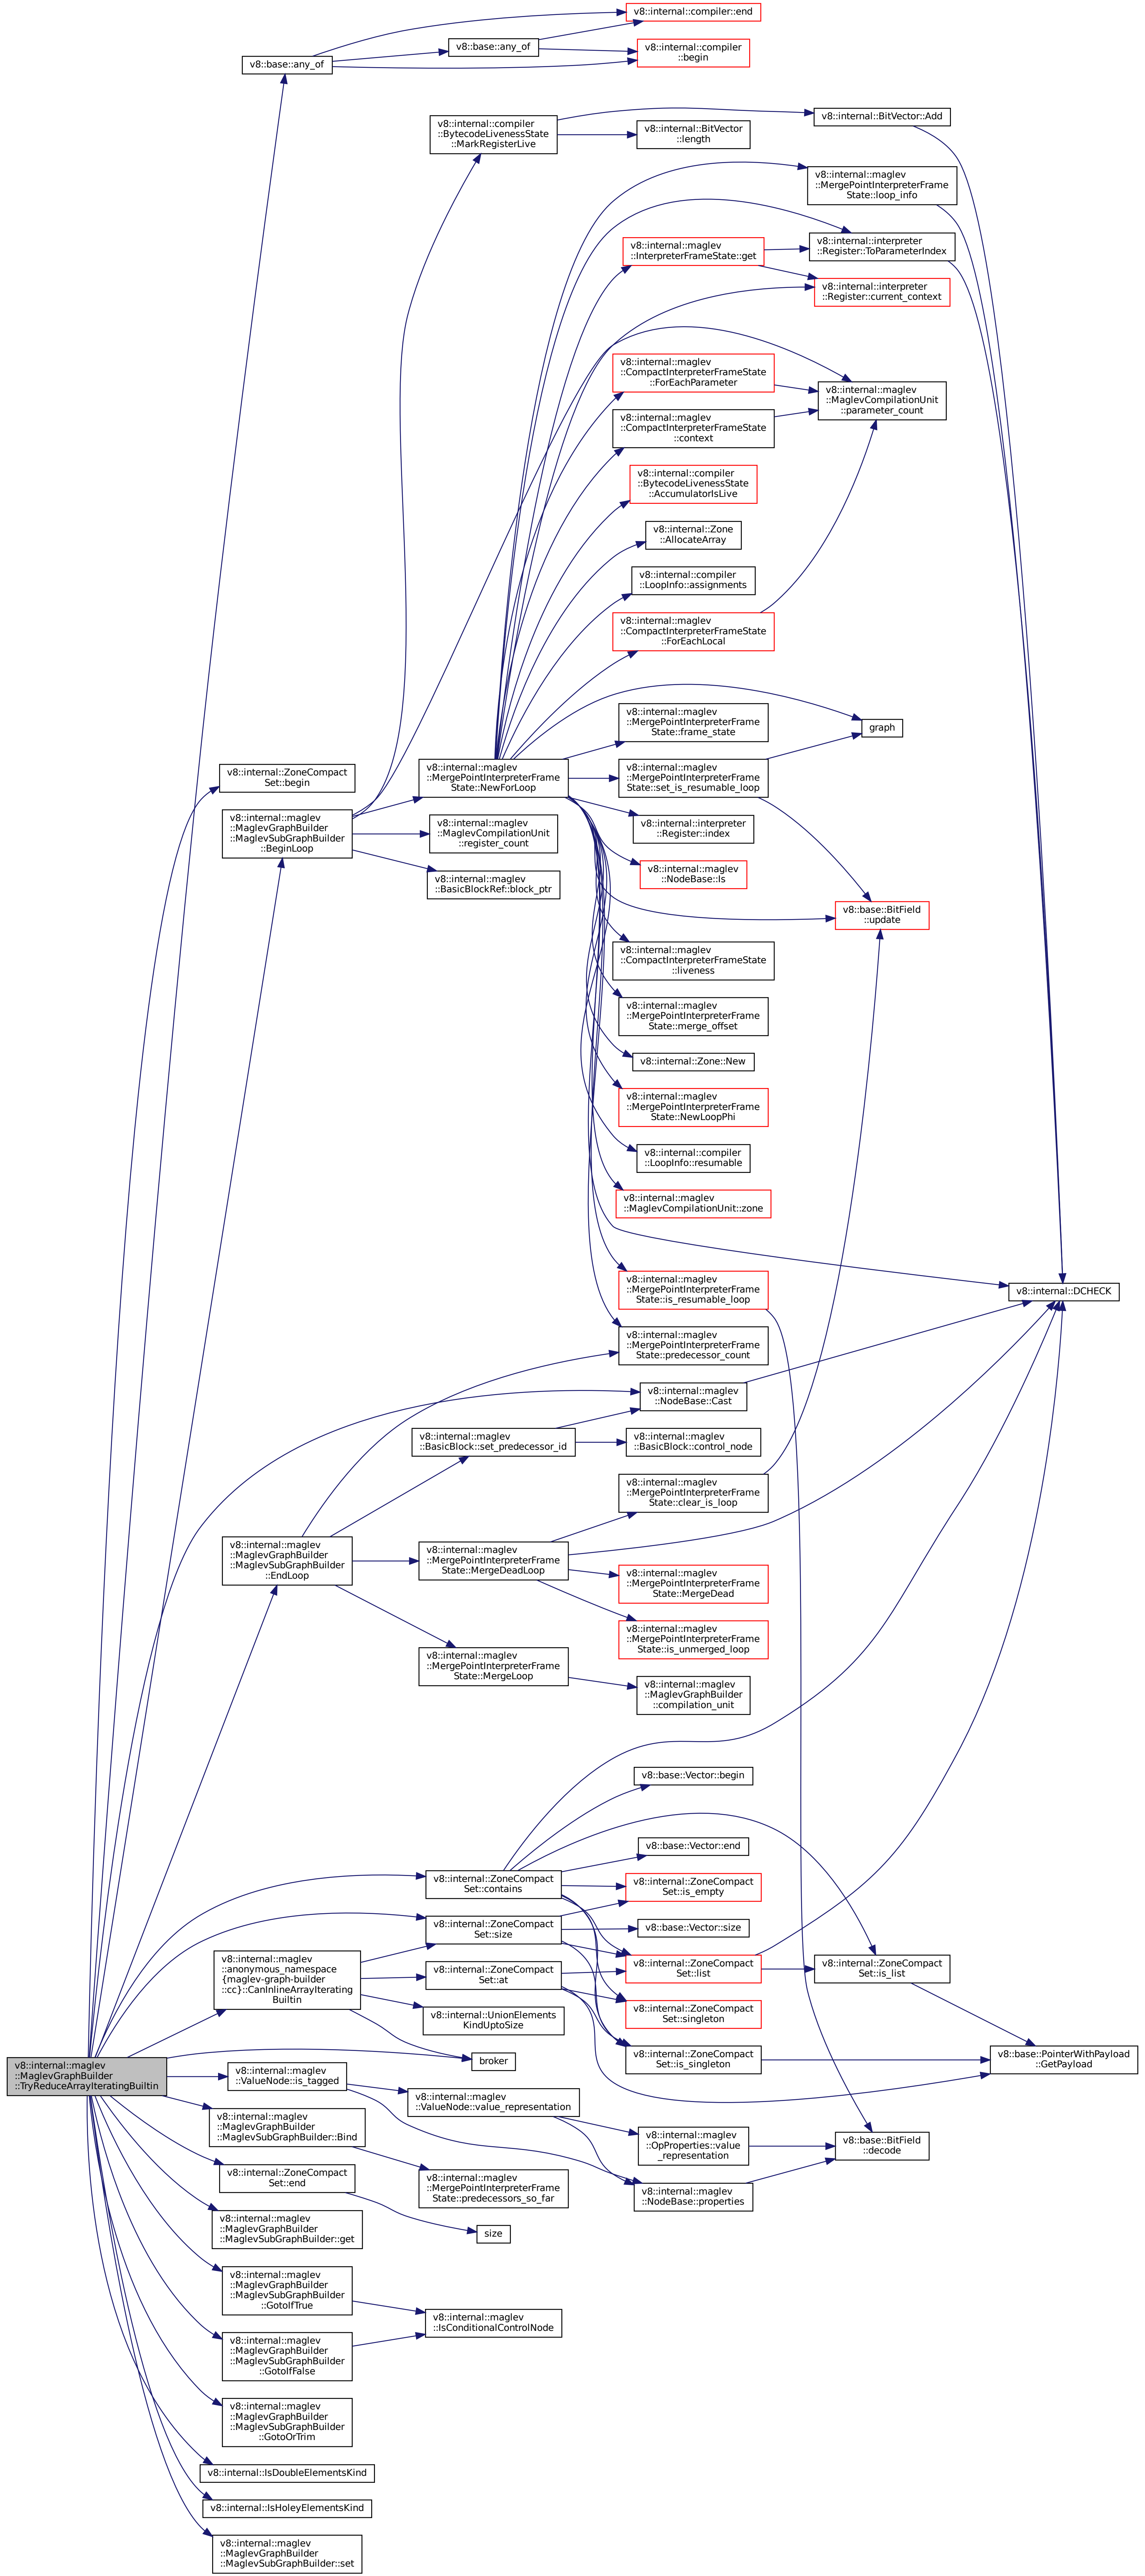 v8::internal::compiler::end
v8::base::any_of
v8::internal::compiler
::begin
v8::base::any_of
v8::internal::BitVector::Add
v8::internal::compiler
::BytecodeLivenessState
::MarkRegisterLive
v8::internal::BitVector
::length
v8::internal::maglev
::MergePointInterpreterFrame
State::loop_info
v8::internal::interpreter
::Register::ToParameterIndex
v8::internal::maglev
::InterpreterFrameState::get
v8::internal::interpreter
::Register::current_context
v8::internal::maglev
::CompactInterpreterFrameState
::ForEachParameter
v8::internal::maglev
::MaglevCompilationUnit
::parameter_count
v8::internal::maglev
::CompactInterpreterFrameState
::context
v8::internal::compiler
::BytecodeLivenessState
::AccumulatorIsLive
v8::internal::Zone
::AllocateArray
v8::internal::compiler
::LoopInfo::assignments
v8::internal::maglev
::CompactInterpreterFrameState
::ForEachLocal
v8::internal::maglev
::MergePointInterpreterFrame
State::frame_state
graph
v8::internal::ZoneCompact
Set::begin
v8::internal::maglev
::MergePointInterpreterFrame
State::NewForLoop
v8::internal::maglev
::MergePointInterpreterFrame
State::set_is_resumable_loop
v8::internal::maglev
::MaglevGraphBuilder
::MaglevSubGraphBuilder
::BeginLoop
v8::internal::maglev
::MaglevCompilationUnit
::register_count
v8::internal::interpreter
::Register::index
v8::internal::maglev
::BasicBlockRef::block_ptr
v8::internal::maglev
::NodeBase::Is
v8::base::BitField
::update
v8::internal::maglev
::CompactInterpreterFrameState
::liveness
v8::internal::maglev
::MergePointInterpreterFrame
State::merge_offset
v8::internal::Zone::New
v8::internal::maglev
::MergePointInterpreterFrame
State::NewLoopPhi
v8::internal::compiler
::LoopInfo::resumable
v8::internal::maglev
::MaglevCompilationUnit::zone
v8::internal::maglev
::MergePointInterpreterFrame
State::is_resumable_loop
v8::internal::DCHECK
v8::internal::maglev
::MergePointInterpreterFrame
State::predecessor_count
v8::internal::maglev
::NodeBase::Cast
v8::internal::maglev
::BasicBlock::set_predecessor_id
v8::internal::maglev
::BasicBlock::control_node
v8::internal::maglev
::MergePointInterpreterFrame
State::clear_is_loop
v8::internal::maglev
::MaglevGraphBuilder
::MaglevSubGraphBuilder
::EndLoop
v8::internal::maglev
::MergePointInterpreterFrame
State::MergeDeadLoop
v8::internal::maglev
::MergePointInterpreterFrame
State::MergeDead
v8::internal::maglev
::MergePointInterpreterFrame
State::is_unmerged_loop
v8::internal::maglev
::MergePointInterpreterFrame
State::MergeLoop
v8::internal::maglev
::MaglevGraphBuilder
::compilation_unit
v8::base::Vector::begin
v8::base::Vector::end
v8::internal::ZoneCompact
Set::contains
v8::internal::ZoneCompact
Set::is_empty
v8::internal::ZoneCompact
Set::size
v8::base::Vector::size
v8::internal::maglev
::anonymous_namespace
{maglev-graph-builder
::cc}::CanInlineArrayIterating
Builtin
v8::internal::ZoneCompact
Set::at
v8::internal::ZoneCompact
Set::list
v8::internal::ZoneCompact
Set::is_list
v8::internal::UnionElements
KindUptoSize
v8::internal::ZoneCompact
Set::singleton
v8::internal::maglev
::MaglevGraphBuilder
::TryReduceArrayIteratingBuiltin
broker
v8::internal::ZoneCompact
Set::is_singleton
v8::base::PointerWithPayload
::GetPayload
v8::internal::maglev
::ValueNode::is_tagged
v8::internal::maglev
::ValueNode::value_representation
v8::internal::maglev
::MaglevGraphBuilder
::MaglevSubGraphBuilder::Bind
v8::internal::maglev
::OpProperties::value
_representation
v8::base::BitField
::decode
v8::internal::ZoneCompact
Set::end
v8::internal::maglev
::MergePointInterpreterFrame
State::predecessors_so_far
v8::internal::maglev
::NodeBase::properties
v8::internal::maglev
::MaglevGraphBuilder
::MaglevSubGraphBuilder::get
size
v8::internal::maglev
::MaglevGraphBuilder
::MaglevSubGraphBuilder
::GotoIfTrue
v8::internal::maglev
::IsConditionalControlNode
v8::internal::maglev
::MaglevGraphBuilder
::MaglevSubGraphBuilder
::GotoIfFalse
v8::internal::maglev
::MaglevGraphBuilder
::MaglevSubGraphBuilder
::GotoOrTrim
v8::internal::IsDoubleElementsKind
v8::internal::IsHoleyElementsKind
v8::internal::maglev
::MaglevGraphBuilder
::MaglevSubGraphBuilder::set